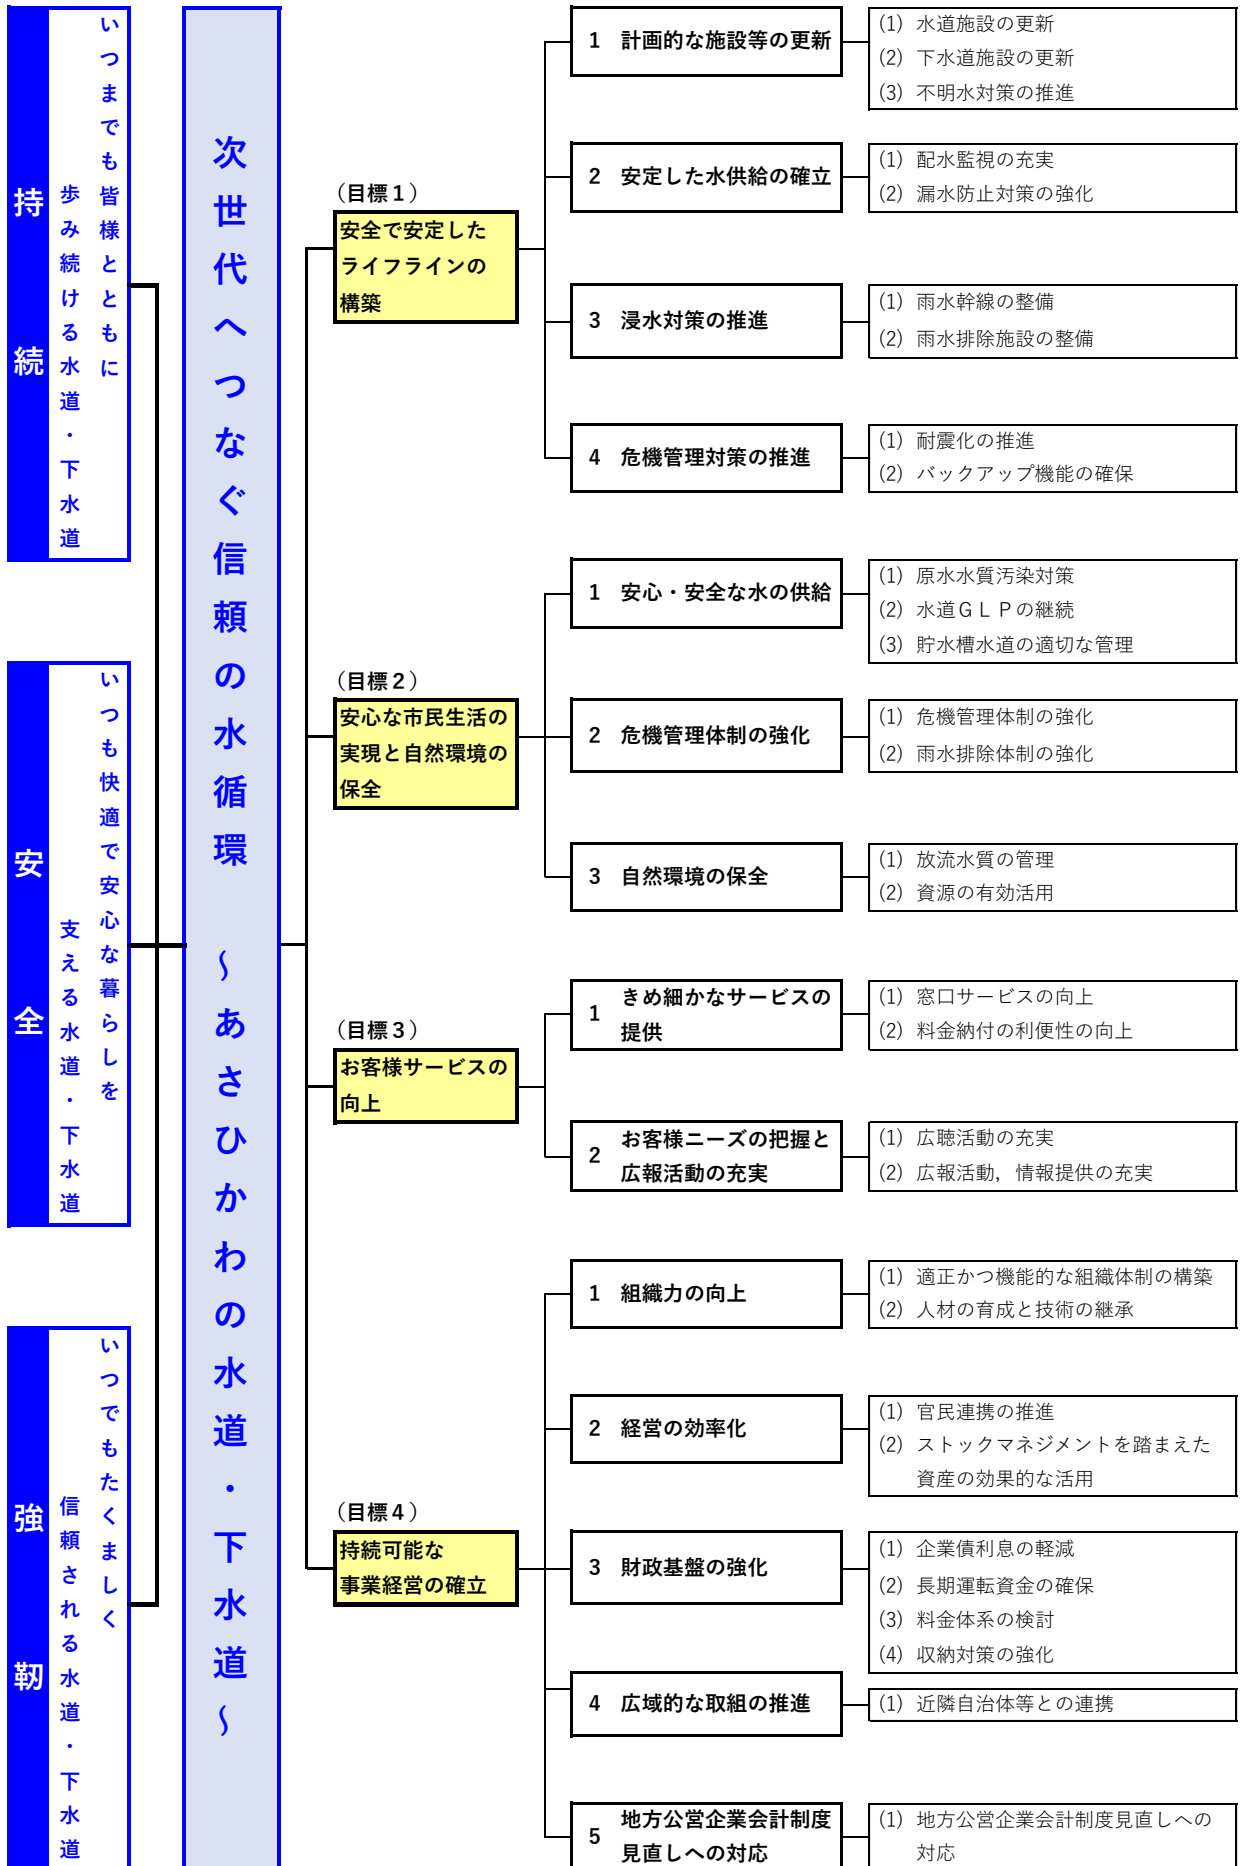 持続
いつまでも皆様とともに
歩み続ける水道・下水道
安全
いつも快適で安心な暮らしを
支える水道・下水道
強靭
いつでもたくましく
信頼される水道・下水道
次世代へつなぐ信頼の水循環 ～あさひかわの水道・下水道～
（目標１）
安全で安定した
ライフラインの
構築
1 計画的な施設等の更新
(1) 水道施設の更新
(2) 下水道施設の更新
(3) 不明水対策の推進
2 安定した水供給の確立
(1) 配水監視の充実
(2) 漏水防止対策の強化
3 浸水対策の推進
(1) 雨水幹線の整備
(2) 雨水排除施設の整備
4 危機管理対策の推進
(1) 耐震化の推進
(2) バックアップ機能の確保
（目標２）
安心な市民生活の
実現と自然環境の
保全
1 安心・安全な水の供給
(1) 原水水質汚染対策
(2) 水道ＧＬＰの継続
(3) 貯水槽水道の適切な管理
2 危機管理体制の強化
(1) 危機管理体制の強化
(2) 雨水排除体制の強化
3 自然環境の保全
(1) 放流水質の管理
(2) 資源の有効活用
（目標３）
お客様サービスの
向上
1 きめ細かなサービスの
提供
(1) 窓口サービスの向上
(2) 料金納付の利便性の向上
2 お客様ニーズの把握と
広報活動の充実
(1) 広聴活動の充実
(2) 広報活動，情報提供の充実
（目標４）
持続可能な
事業経営の確立
1 組織力の向上
(1) 適正かつ機能的な組織体制の構築
(2) 人材の育成と技術の継承
2 経営の効率化
(1) 官民連携の推進
(2) ストックマネジメントを踏まえた
資産の効果的な活用
3 財政基盤の強化
(1) 企業債利息の軽減
(2) 長期運転資金の確保
(3) 料金体系の検討
(4) 収納対策の強化
4 広域的な取組の推進
(1) 近隣自治体等との連携
5 地方公営企業会計制度
見直しへの対応
(1) 地方公営企業会計制度見直しへの
対応